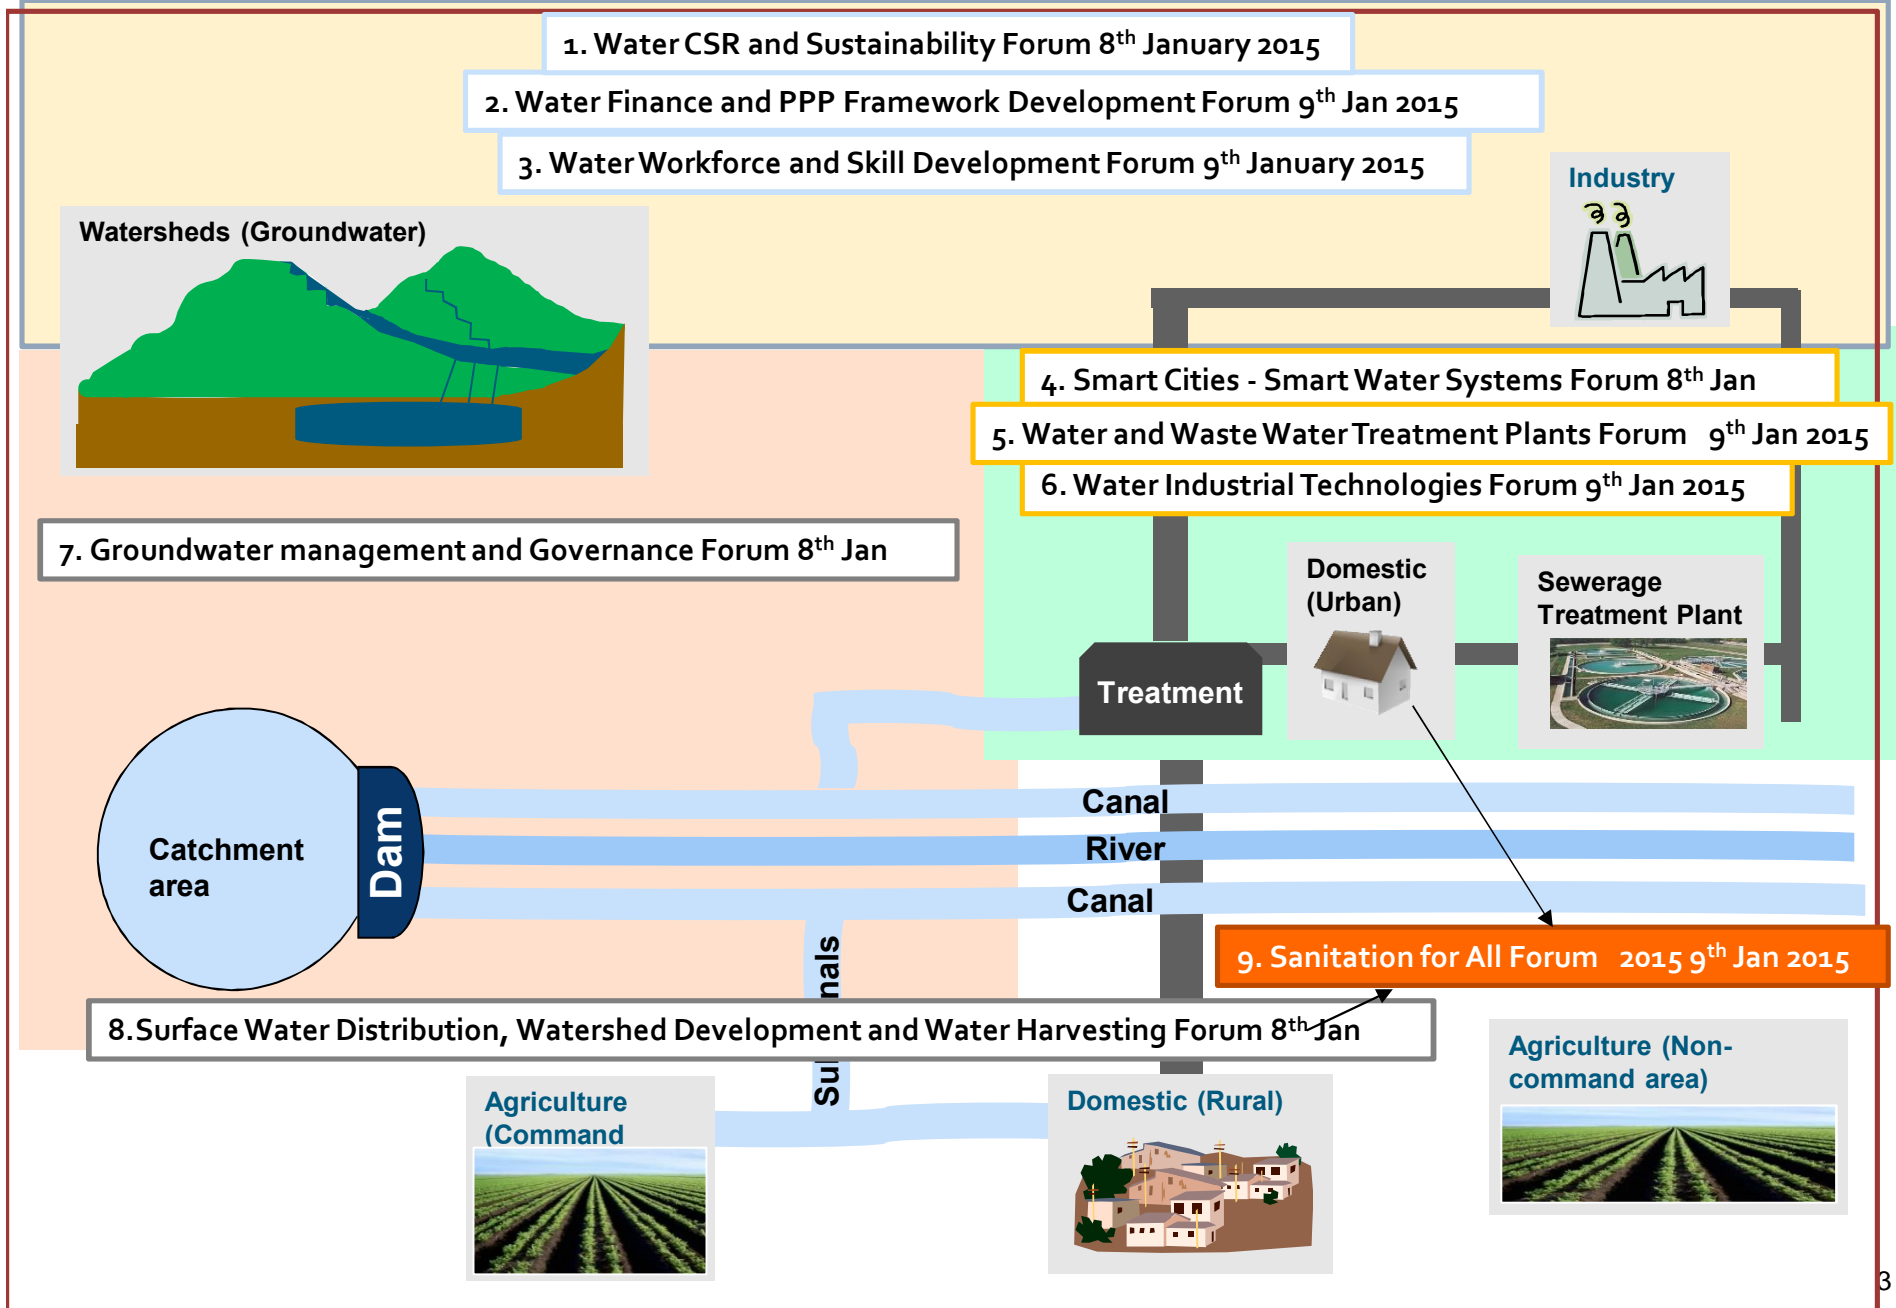 1. Water CSR and Sustainability Forum 8th January 2015
2. Water Finance and PPP Framework Development Forum 9th Jan 2015
3. Water Workforce and Skill Development Forum 9th January 2015
Industry
Watersheds (Groundwater)
4. Smart Cities - Smart Water Systems Forum 8th Jan
5. Water and Waste Water Treatment Plants Forum 9th Jan 2015
6. Water Industrial Technologies Forum 9th Jan 2015
7. Groundwater management and Governance Forum 8th Jan
Domestic
(Urban)
Sewerage
Treatment Plant
Treatment
Catchment
area
Dam
Canal
River
Canal
9. Sanitation for All Forum 2015 9th Jan 2015
8.Surface Water Distribution, Watershed Development and Water Harvesting Forum 8th Jan
Agriculture
(Command
Domestic (Rural)
Agriculture (Non-
command area)
3